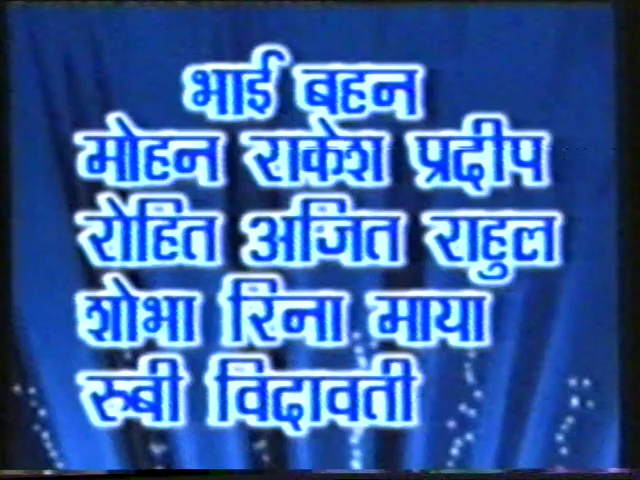 भाई बहन
मोहन राकेश प्रदीप
रोहित अजित राहुल
शोभा रिना माया
रुबी विदावती